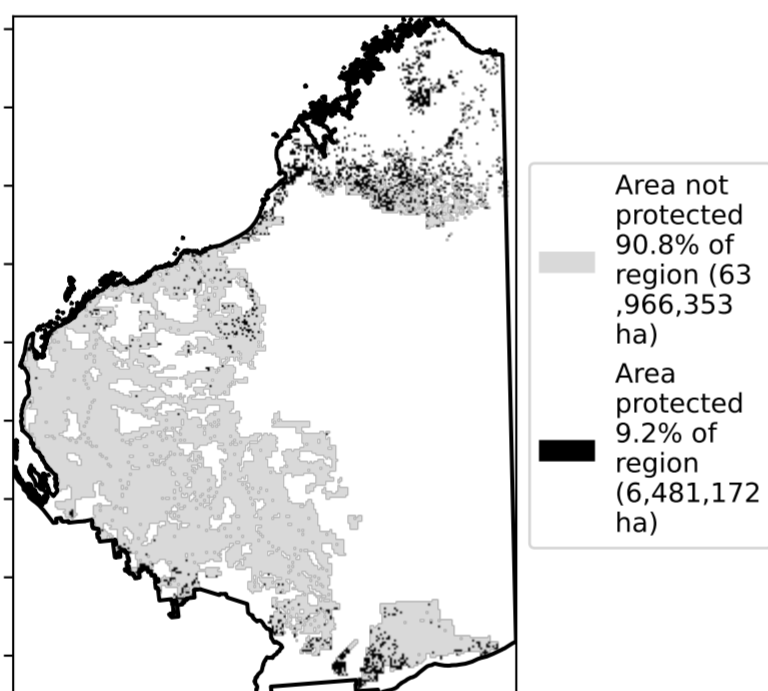 Area not
protected
90.8% of
region (63
,966,353
ha)
Area
protected
9.2% of
region
(6,481,172
ha)